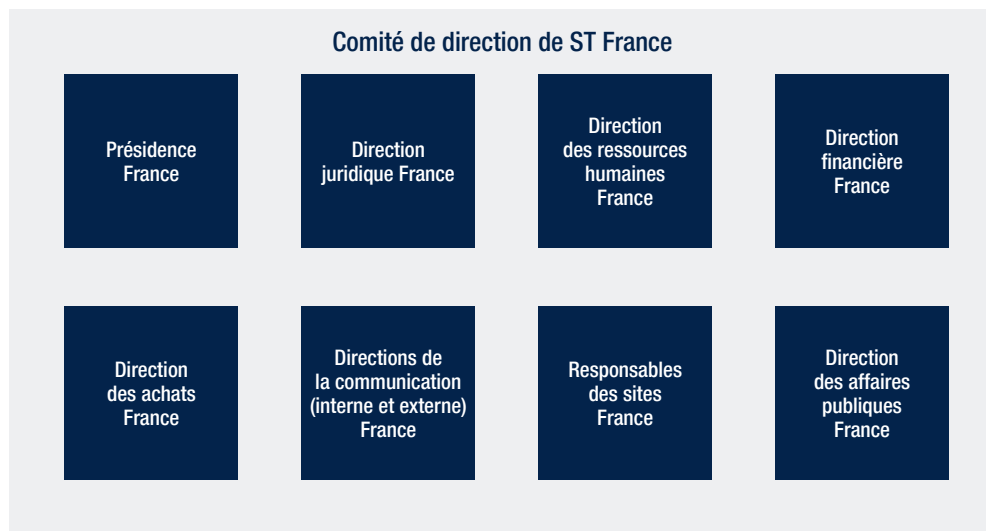 Comité de direction de ST France
Présidence
France
Direction
juridique France
Direction
des ressources
humaines
France
Direction
financière
France
Direction
des achats
France
Directions de
la communication
(interne et externe)
France
Responsables
des sites
France
Direction
des affaires
publiques
France